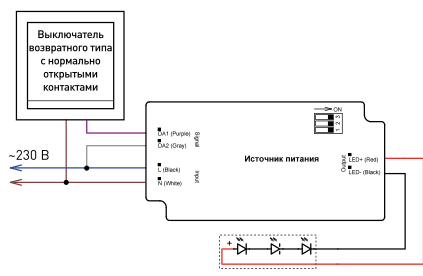 Выключатель
возвратного типа
с нормально
открытыми
контактами
~230 В
DA1 (Purple)
DA2 (Gray)
Signal
L (Black)
N (White)
Input
ON
1 2 3
Источник питания
Output
LED+ (Red)
LED- (Black)
+